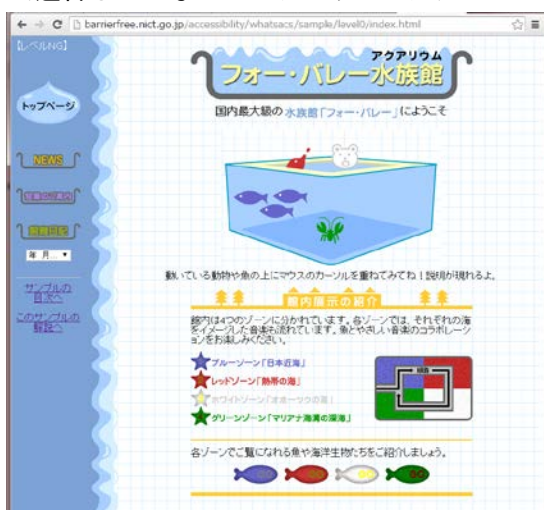 barrierfree.nict.go.jp/accessibility/whatsacs/sample/level0/index.html
【レベルNG】
トップページ
NEWS
年 月...
サンプルの
目次へ
このサンプルの
解説へ
アクアリウム
フォー・バレー水族館
国内最大級の 水族館「フォー・バレー」にようこそ
動いている動物や魚の上にマウスのカーソルを重ねてみてね！説明が現れるよ。
館内展示の紹介
館内は4つのゾーンに分かれています。各ゾーンでは、それぞれの海
をイメージした音楽も流れています。魚とやさしい音楽のコラボレーシ
ョンをお楽しみください。
ブルーゾーン「日本近海」
レッドゾーン「熱帯の海」
ホワイトゾーン「オホーツクの海」
グリーンゾーン「マリアナ海溝の深海」
各ゾーンでご覧になれる魚や海洋生物たちをご紹介しましょう。